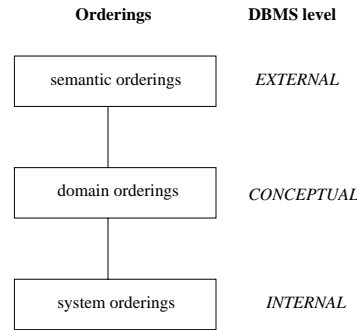 Orderings DBMS level
semantic orderings EXTERNAL
domain orderings CONCEPTUAL
system orderings INTERNAL